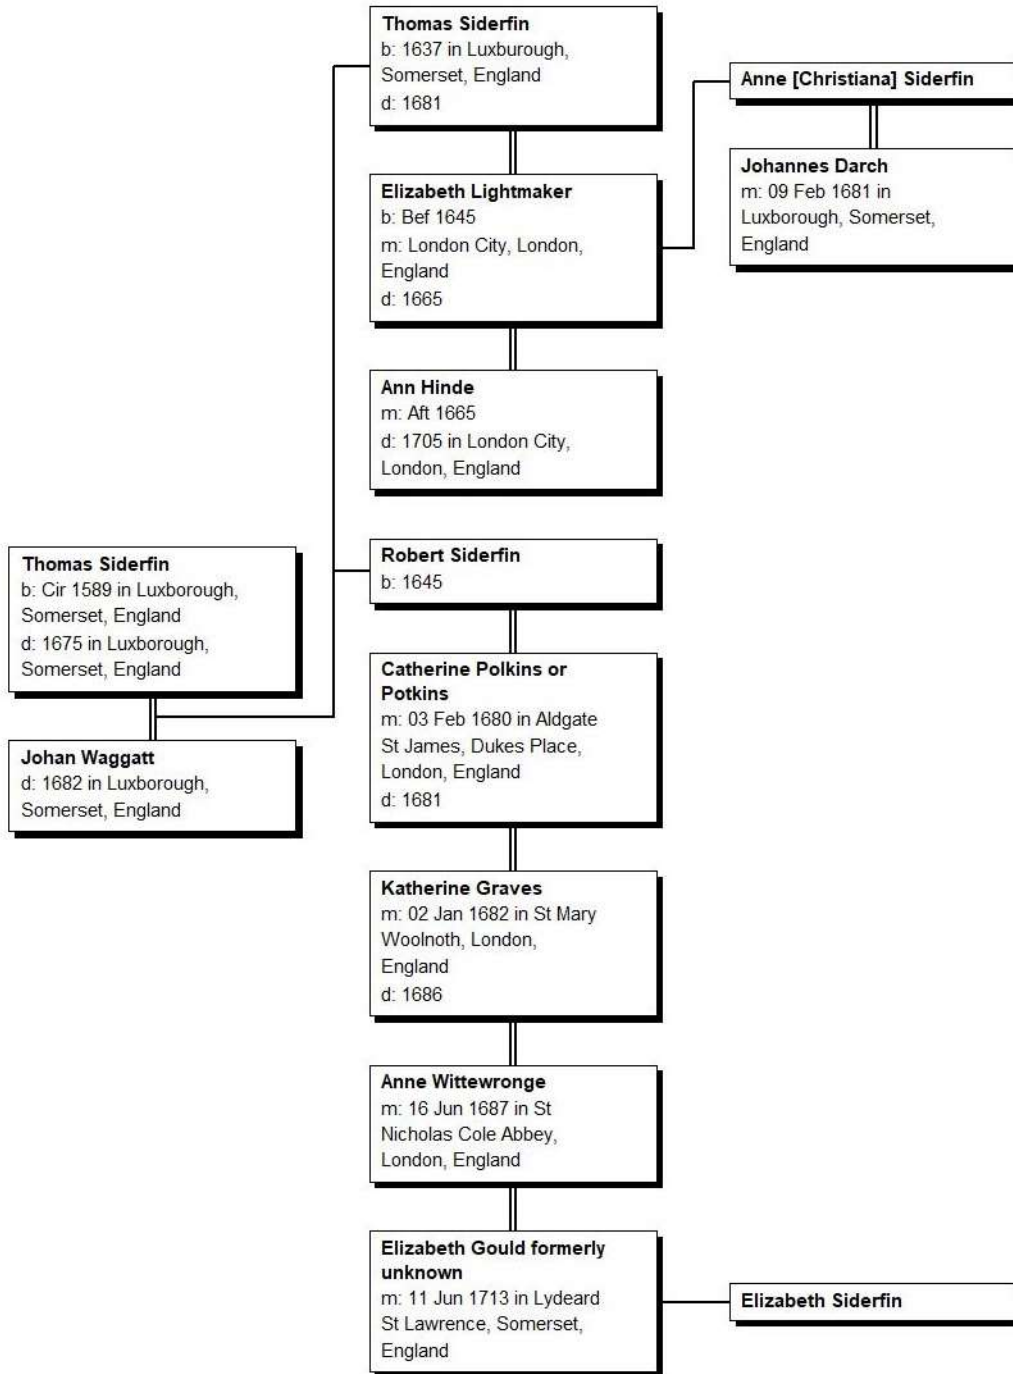 Thomas Siderfin
b: 1637 in Luxburough,
Somerset, England
d: 1681
Anne [Christiana] Siderfin
Johannes Darch
m: 09 Feb 1681 in
Luxborough, Somerset,
England
Elizabeth Lightmaker
b: Bef 1645
m: London City, London,
England
d: 1665
Ann Hinde
m: Aft 1665
d: 1705 in London City,
London, England
Thomas Siderfin
b: Cir 1589 in Luxborough,
Somerset, England
d: 1675 in Luxborough,
Somerset, England
Johan Waggatt
d: 1682 in Luxborough,
Somerset, England
Robert Siderfin
b: 1645
Catherine Polkins or
Potkins
m: 03 Feb 1680 in Aldgate
St James, Dukes Place,
London, England
d: 1681
Katherine Graves
m: 02 Jan 1682 in St Mary
Woolnoth, London,
England
d: 1686
Anne Wittewronge
m: 16 Jun 1687 in St
Nicholas Cole Abbey,
London, England
Elizabeth Gould formerly
unknown
m: 11 Jun 1713 in Lydeard
St Lawrence, Somerset,
England
Elizabeth Siderfin